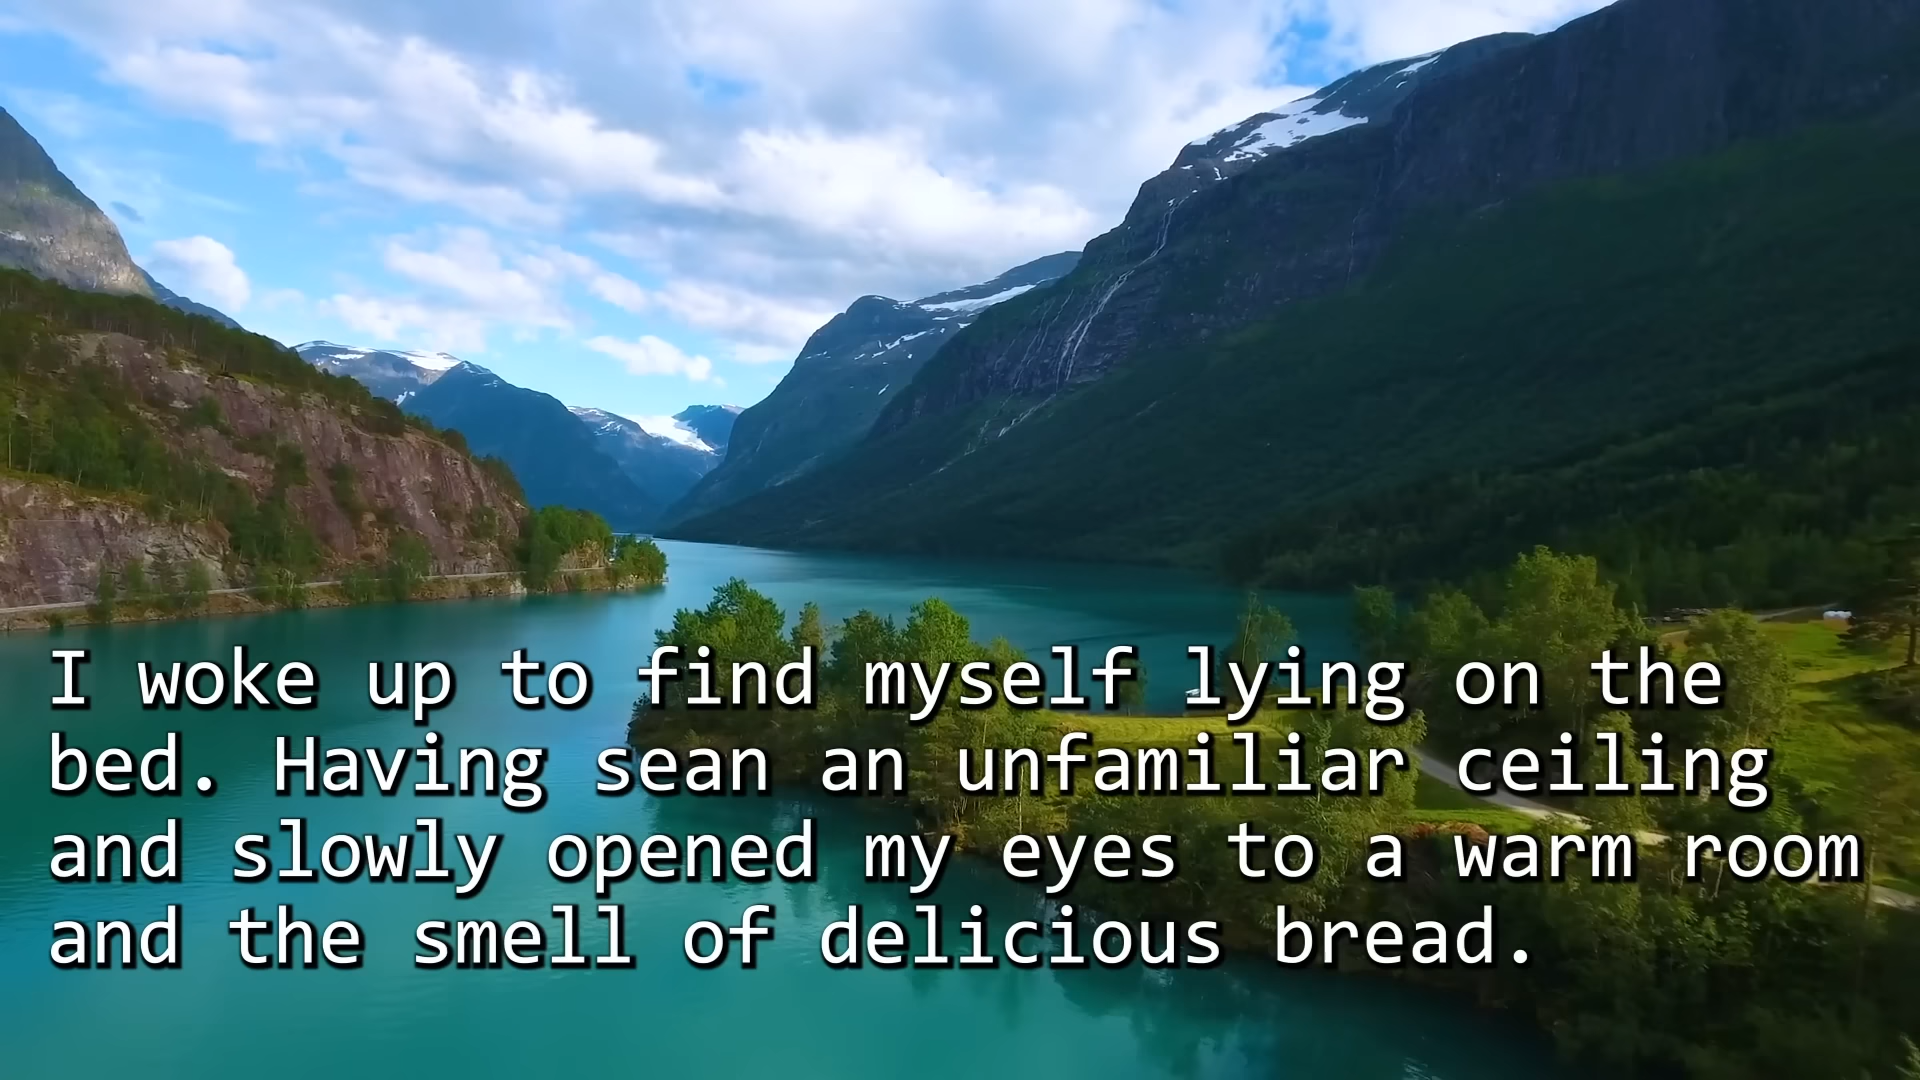 I woke up to find myself lying on the
bed. Having sean an unfamiliar ceiling
and slowly opened my eyes to a warm room
and the smell of delicious bread.